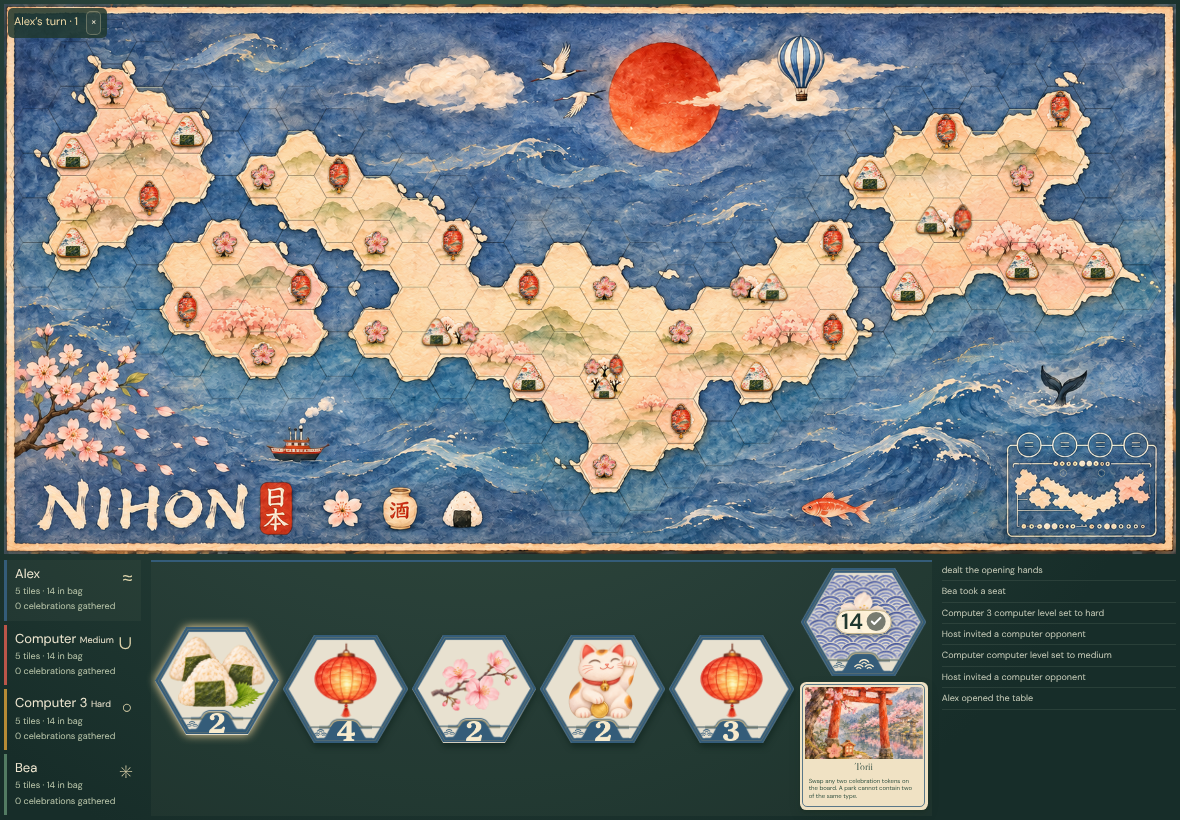 Alex's turn · 1 ×
NIHON
日本
酒
Alex
5 tiles · 14 in bag
0 celebrations gathered
Computer Medium
5 tiles · 14 in bag
0 celebrations gathered
Computer 3 Hard
5 tiles · 14 in bag
0 celebrations gathered
Bea
5 tiles · 14 in bag
0 celebrations gathered
2
4
2
2
3
14
Torii
Swap any two celebration tokens on
the board. A park cannot contain two
of the same type.
dealt the opening hands
Bea took a seat
Computer 3 computer level set to hard
Host invited a computer opponent
Computer computer level set to medium
Host invited a computer opponent
Alex opened the table